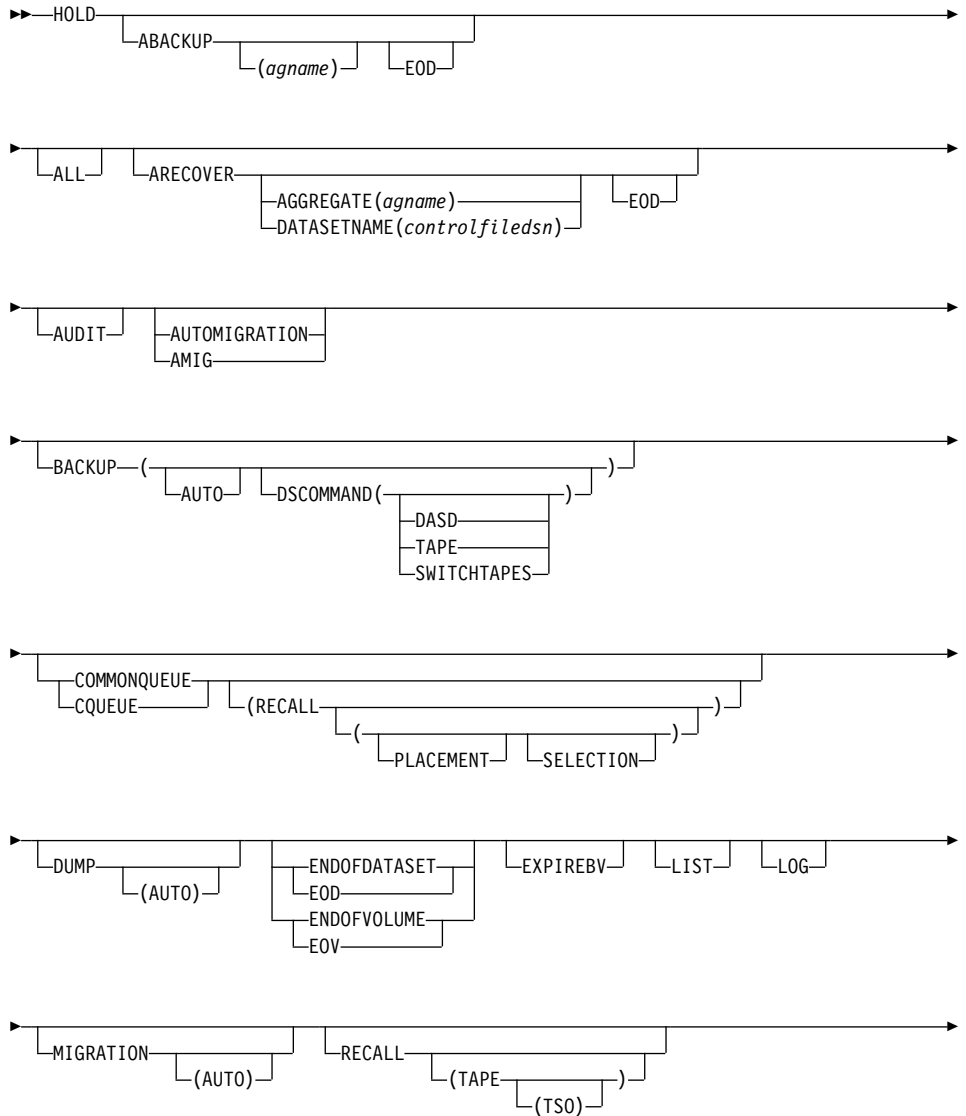 HOLD
ABACKUP
(agname) EOD
ALL ARECOVER
AGGREGATE(agname) EOD
DATASETNAME(controlfiledsn)
AUDIT AUTOMIGRATION
AMIG
BACKUP ( )
AUTO DSCOMMAND( )
DASD
TAPE
SWITCHTAPES
COMMONQUEUE
CQUEUE (RECALL )
( )
PLACEMENT SELECTION
DUMP ENDOFDATASET EXPIREBV LIST LOG
(AUTO) EOD
ENDOFVOLUME
EOV
MIGRATION RECALL
(AUTO) (TAPE )
(TSO)